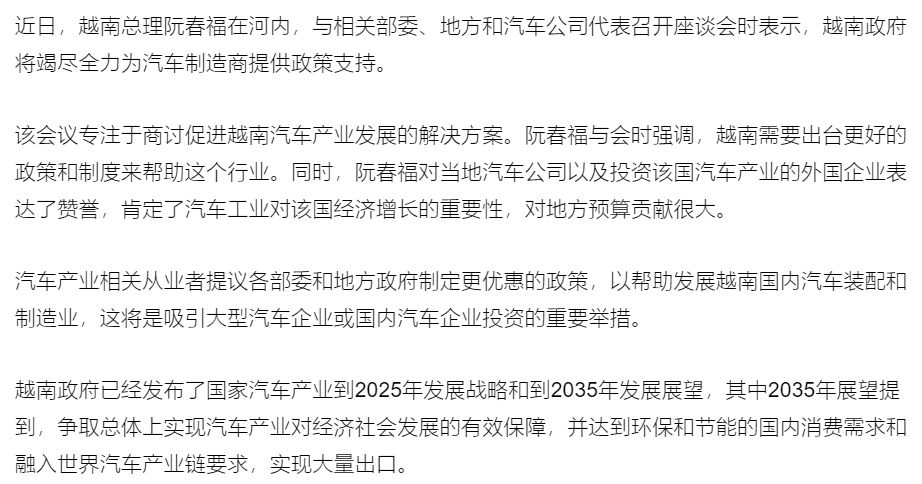 近日，越南总理阮春福在河内，与相关部委、地方和汽车公司代表召开座谈会时表示，越南政府
将竭尽全力为汽车制造商提供政策支持。
该会议专注于商讨促进越南汽车产业发展的解决方案。阮春福与会时强调，越南需要出台更好的
政策和制度来帮助这个行业。同时，阮春福对当地汽车公司以及投资该国汽车产业的外国企业表
达了赞誉，肯定了汽车工业对该国经济增长的重要性，对地方预算贡献很大。
汽车产业相关从业者提议各部委和地方政府制定更优惠的政策，以帮助发展越南国内汽车装配和
制造业，这将是吸引大型汽车企业或国内汽车企业投资的重要举措。
越南政府已经发布了国家汽车产业到2025年发展战略和到2035年发展展望，其中2035年展望提
到，争取总体上实现汽车产业对经济社会发展的有效保障，并达到环保和节能的国内消费需求和
融入世界汽车产业链要求，实现大量出口。